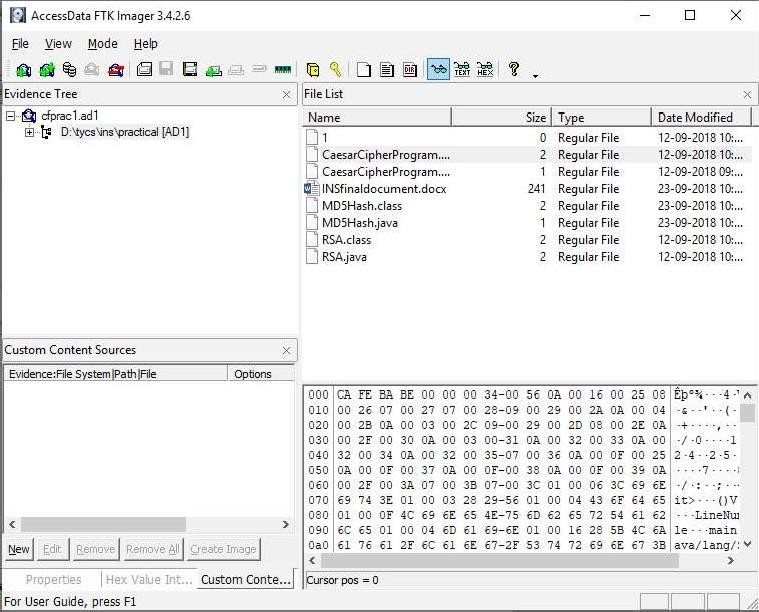 AccessData FTK Imager 3.4.2.6
File View Mode Help
Evidence Tree
cfprac1.ad1
D:\tycs\ins\practical [AD1]
File List
Name Size Type Date Modified
1 0 Regular File 12-09-2018 10:...
CaesarCipherProgram.... 2 Regular File 12-09-2018 10:...
CaesarCipherProgram.... 1 Regular File 12-09-2018 09:...
INSfinaldocument.docx 241 Regular File 23-09-2018 10:...
MD5Hash.class 2 Regular File 23-09-2018 10:...
MD5Hash.java 1 Regular File 23-09-2018 10:...
RSA.class 2 Regular File 12-09-2018 10:...
RSA.java 2 Regular File 12-09-2018 10:...
Custom Content Sources
Evidence:File System|Path|File Options
New Edit Remove Remove All Create Image
Properties Hex Value Int... Custom Conte...
000 CA FE BA BE 00 00 00 34-00 56 0A 00 16 00 25 08 Êþº¾···4·V
010 00 26 07 00 27 07 00 28-09 00 29 00 2A 0A 00 04 ·&··'··(·
020 00 2B 0A 00 03 00 2C 09-00 29 00 2D 08 00 2E 0A ·+····,··
030 00 2F 00 30 0A 00 03 00-31 0A 00 32 00 33 0A 00 ·/·0····1
040 32 00 34 0A 00 32 00 35-07 00 36 0A 00 0F 00 25 2·4··2·5·
050 0A 00 0F 00 37 0A 00 0F-00 38 0A 00 0F 00 39 0A ····7····8
060 00 2F 00 3A 07 00 3B 07-00 3C 01 00 06 3C 69 6E ·/·:··;··
070 69 74 3E 01 00 03 28 29-56 01 00 04 43 6F 64 65 it>···()V
080 01 00 0F 4C 69 6E 65 4E-75 6D 62 65 72 54 61 62 ···LineNu
090 6C 65 01 00 04 6D 61 69-6E 01 00 16 28 5B 4C 6A le···main
0a0 61 76 61 2F 6C 61 6E 67-2F 53 74 72 69 6E 67 3B ava/lang/S
Cursor pos = 0
For User Guide, press F1